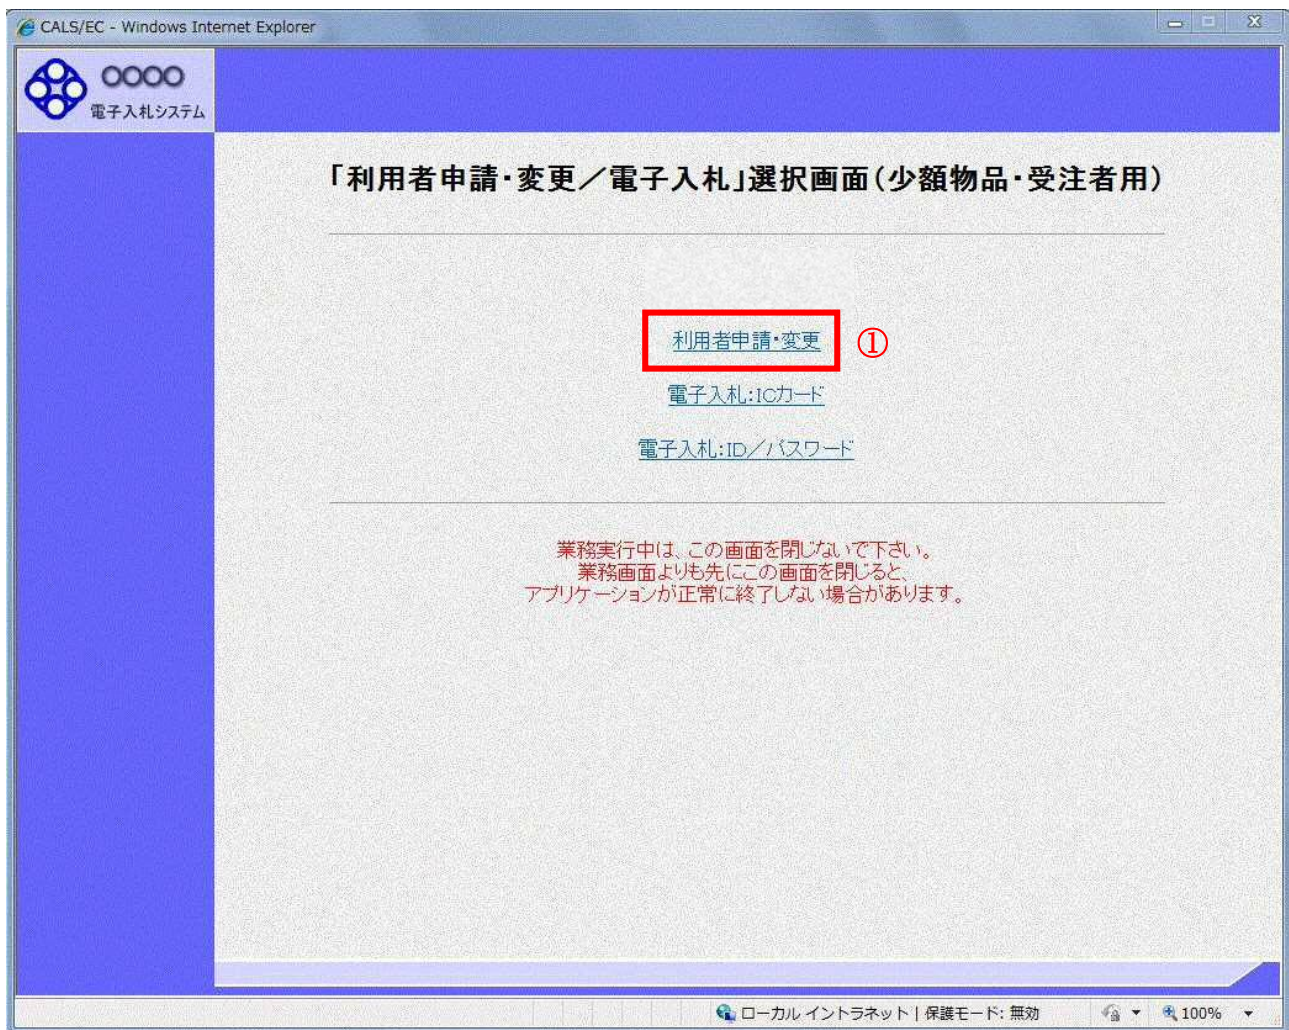 CALS/EC - Windows Internet Explorer
〇〇〇〇
電子入札システム
「利用者申請・変更／電子入札」選択画面（少額物品・受注者用）
利用者申請・変更 ①
電子入札：ICカード
電子入札：ID／パスワード
業務実行中は、この画面を閉じないで下さい。
業務画面よりも先にこの画面を閉じると、
アプリケーションが正常に終了しない場合があります。
ローカル イントラネット | 保護モード: 無効 100%